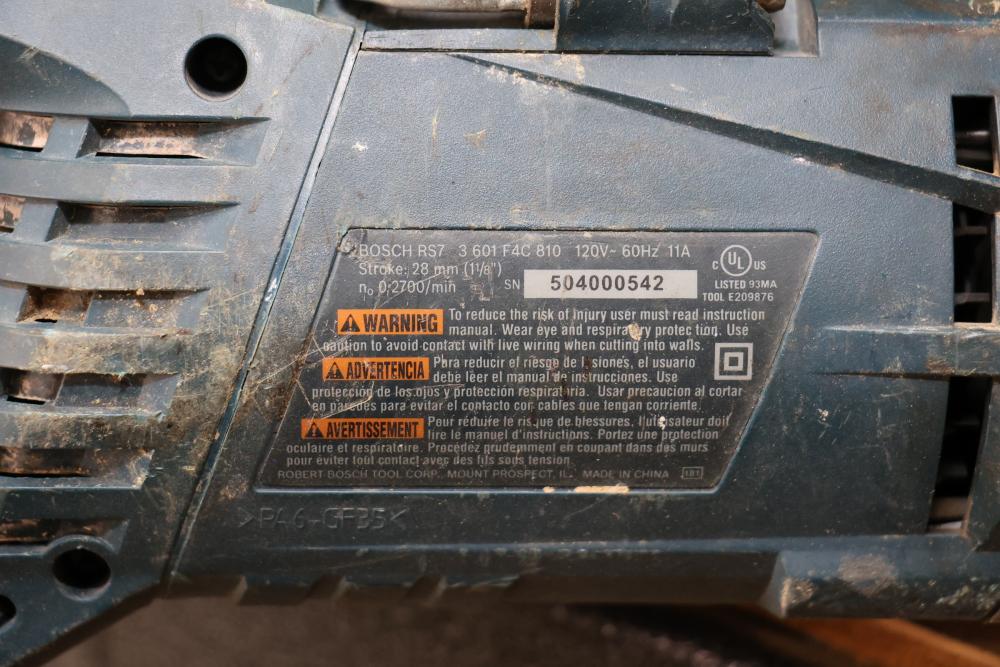 BOSCH RS7 3 601 F4C 810 120V~ 60Hz 11A
Stroke: 28 mm (1 1/8")
n₀ 0-2700/min SN 504000542
C UL US
LISTED 93MA
TOOL E209876
WARNING To reduce the risk of injury user must read instruction
manual. Wear eye and respiratory protection. Use
caution to avoid contact with live wiring when cutting into walls.
ADVERTENCIA Para reducir el riesgo de lesiones, el usuario
debe leer el manual de instrucciones. Use
protección de los ojos y protección respiratiria. Usar precaucion al cortar
en paredes para evitar el contacto con cables que tengan corriente.
AVERTISSEMENT Pour réduire le risque de blessures, l'utilisateur doit
lire le manuel d'instructions. Portez une protection
oculaire et respiratoire. Procédez prudemment en coupant dans des murs
pour éviter tout contact avec des fils sous tension
ROBERT BOSCH TOOL CORP., MOUNT PROSPECT IL. MADE IN CHINA 1B1
>PA6-GF35<